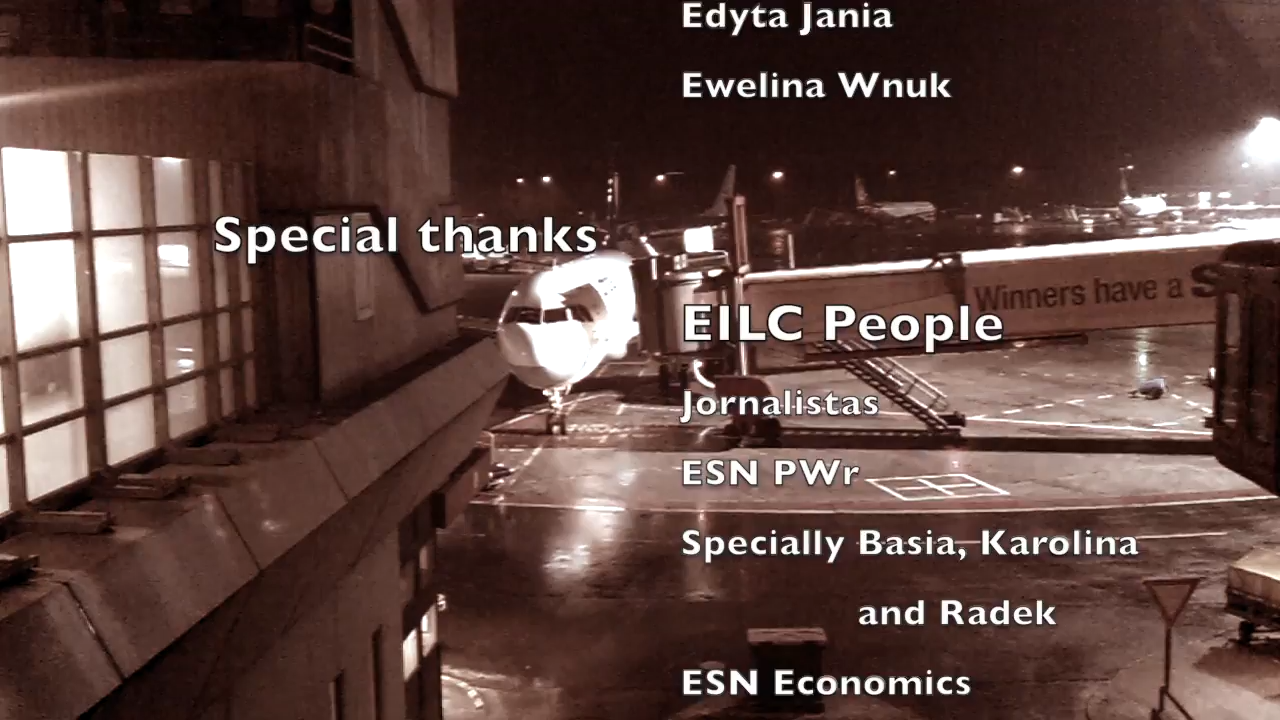 Edyta Jania
Ewelina Wnuk
Special thanks
Winners have a
EILC People
Jornalistas
ESN PWr
Specially Basia, Karolina
and Radek
ESN Economics